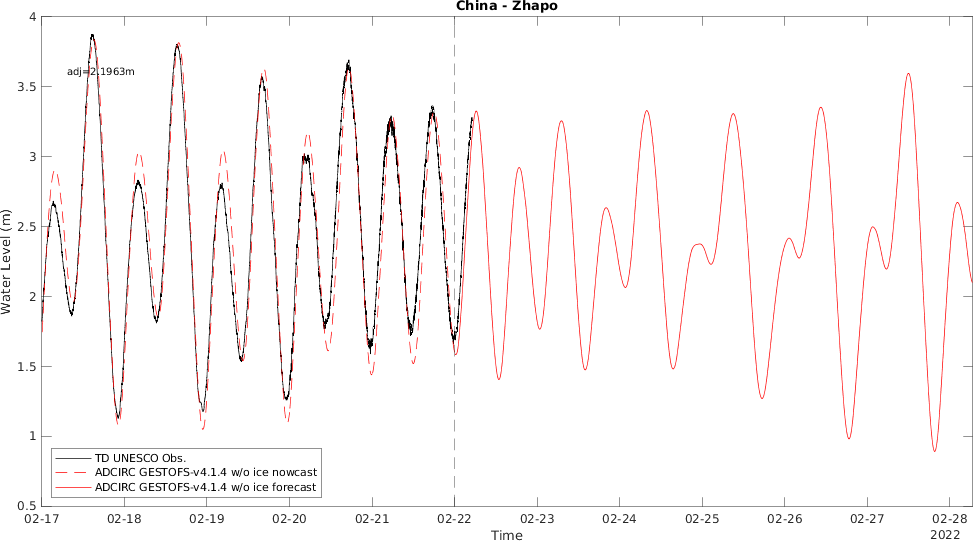 China - Zhapo
4
3.5
3
2.5
2
1.5
1
0.5
Water Level (m)
adj=2.1963m
TD UNESCO Obs.
ADCIRC GESTOFS-v4.1.4 w/o ice nowcast
ADCIRC GESTOFS-v4.1.4 w/o ice forecast
02-17 02-18 02-19 02-20 02-21 02-22 02-23 02-24 02-25 02-26 02-27 02-28
2022
Time